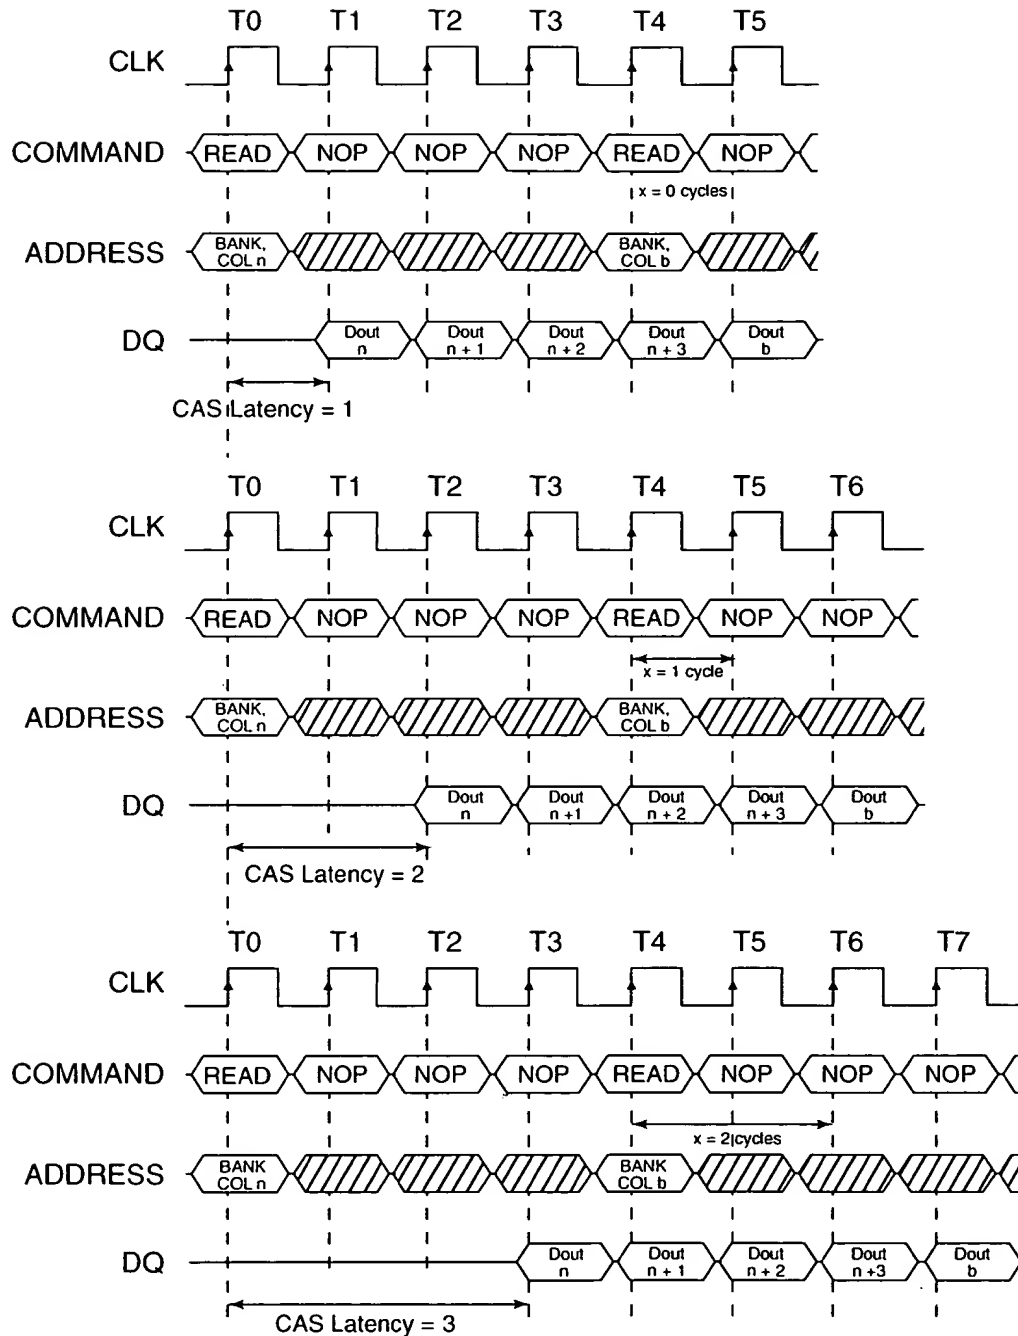 T0 T1 T2 T3 T4 T5
CLK
COMMAND READ NOP NOP NOP READ NOP
x = 0 cycles
ADDRESS BANK, COL n BANK, COL b
DQ Dout n Dout n + 1 Dout n + 2 Dout n + 3 Dout b
CAS Latency = 1
T0 T1 T2 T3 T4 T5 T6
CLK
COMMAND READ NOP NOP NOP READ NOP NOP
x = 1 cycle
ADDRESS BANK, COL n BANK, COL b
DQ Dout n Dout n +1 Dout n + 2 Dout n + 3 Dout b
CAS Latency = 2
T0 T1 T2 T3 T4 T5 T6 T7
CLK
COMMAND READ NOP NOP NOP READ NOP NOP NOP
x = 2 cycles
ADDRESS BANK COL n BANK COL b
DQ Dout n Dout n + 1 Dout n + 2 Dout n +3 Dout b
CAS Latency = 3